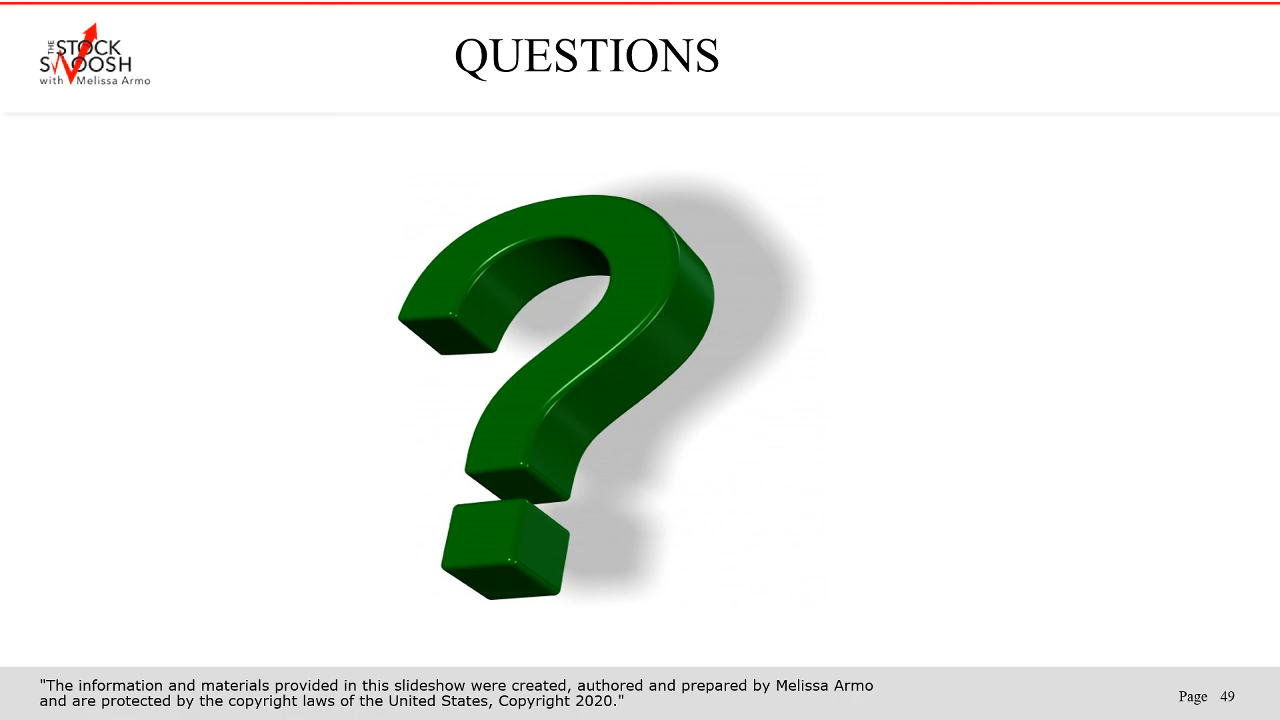 THE
STOCK
SWOOSH
with Melissa Armo
QUESTIONS
?
"The information and materials provided in this slideshow were created, authored and prepared by Melissa Armo
and are protected by the copyright laws of the United States, Copyright 2020."
Page 49